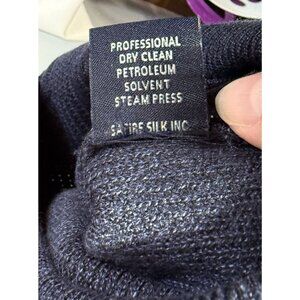 PROFESSIONAL
DRY CLEAN
PETROLEUM
SOLVENT
STEAM PRESS
SILK INC